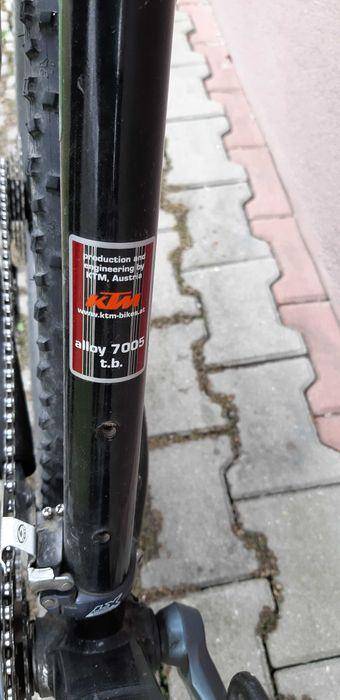 production and
engineering by
KTM, Austria
KTM
www.ktm-bikes.at
alloy 7005
t.b.